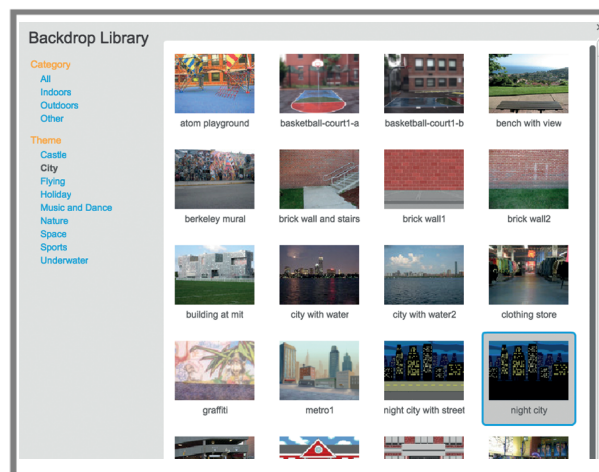 Backdrop Library
Category
All
Indoors
Outdoors
Other
Theme
Castle
City
Flying
Holiday
Music and Dance
Nature
Space
Sports
Underwater
atom playground
basketball-court1-a
basketball-court1-b
bench with view
berkeley mural
brick wall and stairs
brick wall1
brick wall2
building at mit
city with water
city with water2
clothing store
graffiti
metro1
night city with street
night city